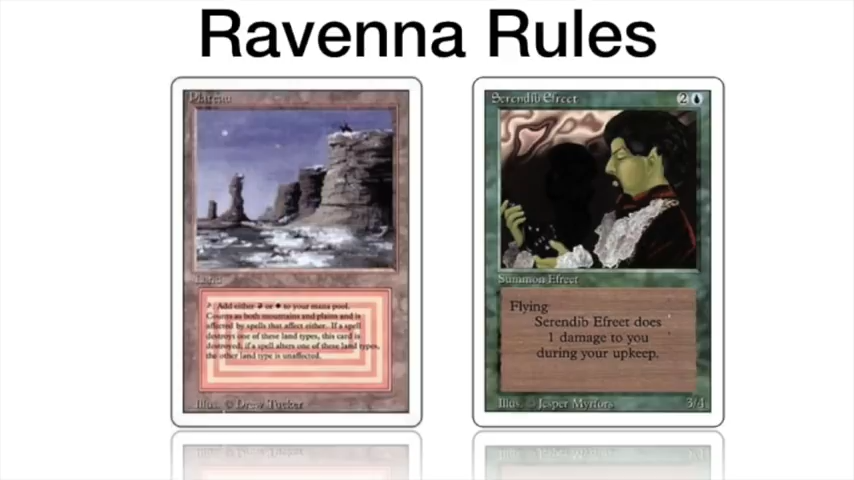 Ravenna Rules
Plateau
Land
: Add either or to your mana pool.
Counts as both mountains and plains and is
affected by spells that affect either. If a spell
destroys one of these land types, this card is
destroyed; if a spell alters one of these land types,
the other land type is unaffected.
Illus. © Drew Tucker
Serendib Efreet 2
Summon Efreet
Flying
Serendib Efreet does
1 damage to you
during your upkeep.
Illus. © Jesper Myrfors 3/4